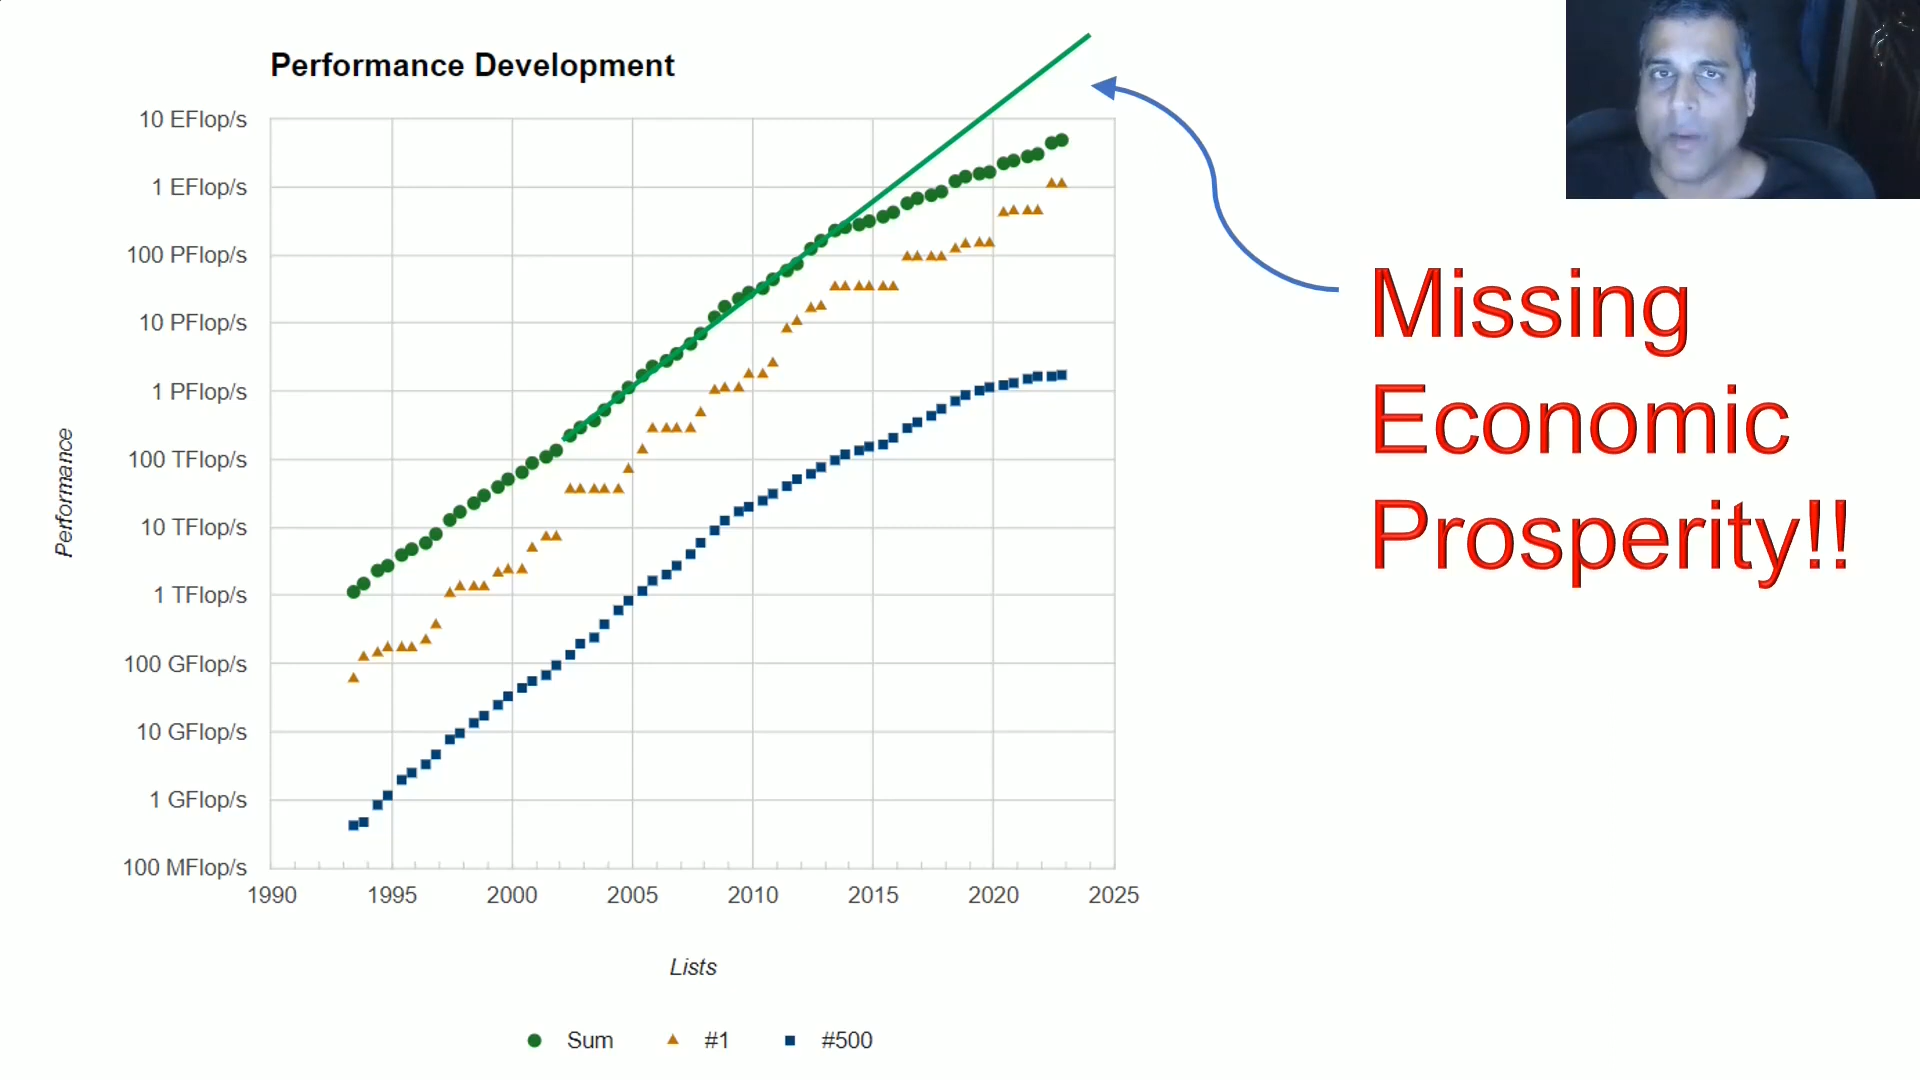 Performance Development
10 EFlop/s
1 EFlop/s
100 PFlop/s
10 PFlop/s
1 PFlop/s
100 TFlop/s
10 TFlop/s
1 TFlop/s
100 GFlop/s
10 GFlop/s
1 GFlop/s
100 MFlop/s
Performance
1990 1995 2000 2005 2010 2015 2020 2025
Lists
Sum #1 #500
Missing
Economic
Prosperity!!